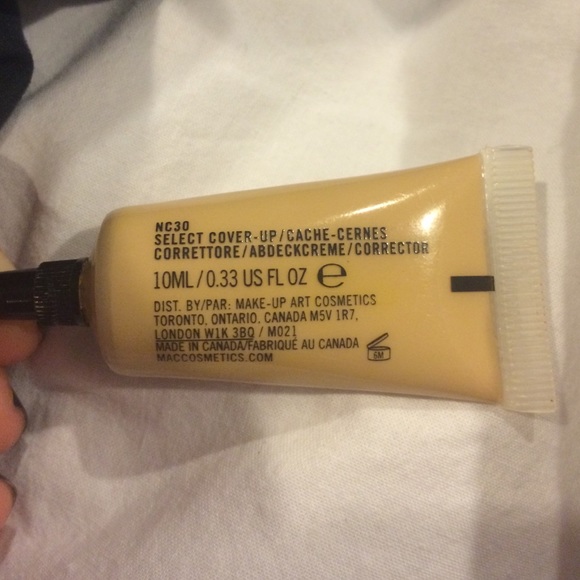 NC30
SELECT COVER-UP/CACHE-CERNES
CORRETTORE/ABDECKCREME/CORRECTOR
10ML/0.33 US FL OZ e
DIST. BY/PAR: MAKE-UP ART COSMETICS
TORONTO, ONTARIO, CANADA M5V 1R7,
LONDON W1K 3BQ / M021
MADE IN CANADA/FABRIQUÉ AU CANADA
MACCOSMETICS.COM
6M